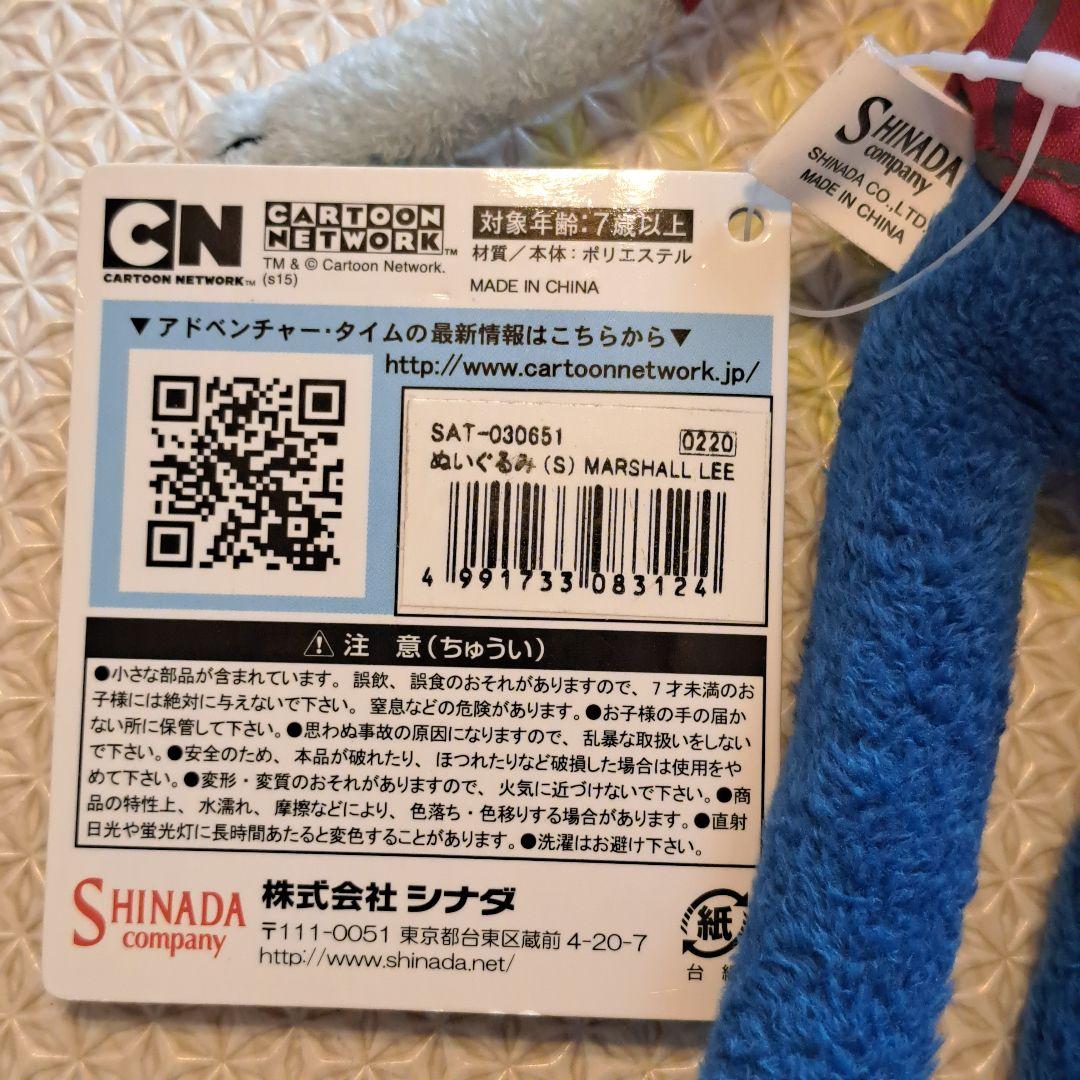 SHINADA
company
SHINADA CO.,LTD.
MADE IN CHINA
CN
CARTOON NETWORK™
CARTOON
NETWORK™
TM & © Cartoon Network.
(s15)
対象年齢:7歳以上
材質/本体:ポリエステル
MADE IN CHINA
▼アドベンチャー・タイムの最新情報はこちらから▼
http://www.cartoonnetwork.jp/
SAT-030651
0220
ぬいぐるみ(S) MARSHALL LEE
4 991733 083124
注 意(ちゅうい)
●小さな部品が含まれています。誤飲、誤食のおそれがありますので、7才未満のお
子様には絶対に与えないで下さい。窒息などの危険があります。●お子様の手の届か
ない所に保管して下さい。●思わぬ事故の原因になりますので、乱暴な取扱いをしない
で下さい。●安全のため、本品が破れたり、ほつれたりなど破損した場合は使用をや
めて下さい。●変形・変質のおそれがありますので、火気に近づけないで下さい。●商
品の特性上、水濡れ、摩擦などにより、色落ち・色移りする場合があります。●直射
日光や蛍光灯に長時間あたると変色することがあります。●洗濯はお避け下さい。
SHINADA
company
株式会社 シナダ
〒111-0051 東京都台東区蔵前 4-20-7
http://www.shinada.net/
紙
台